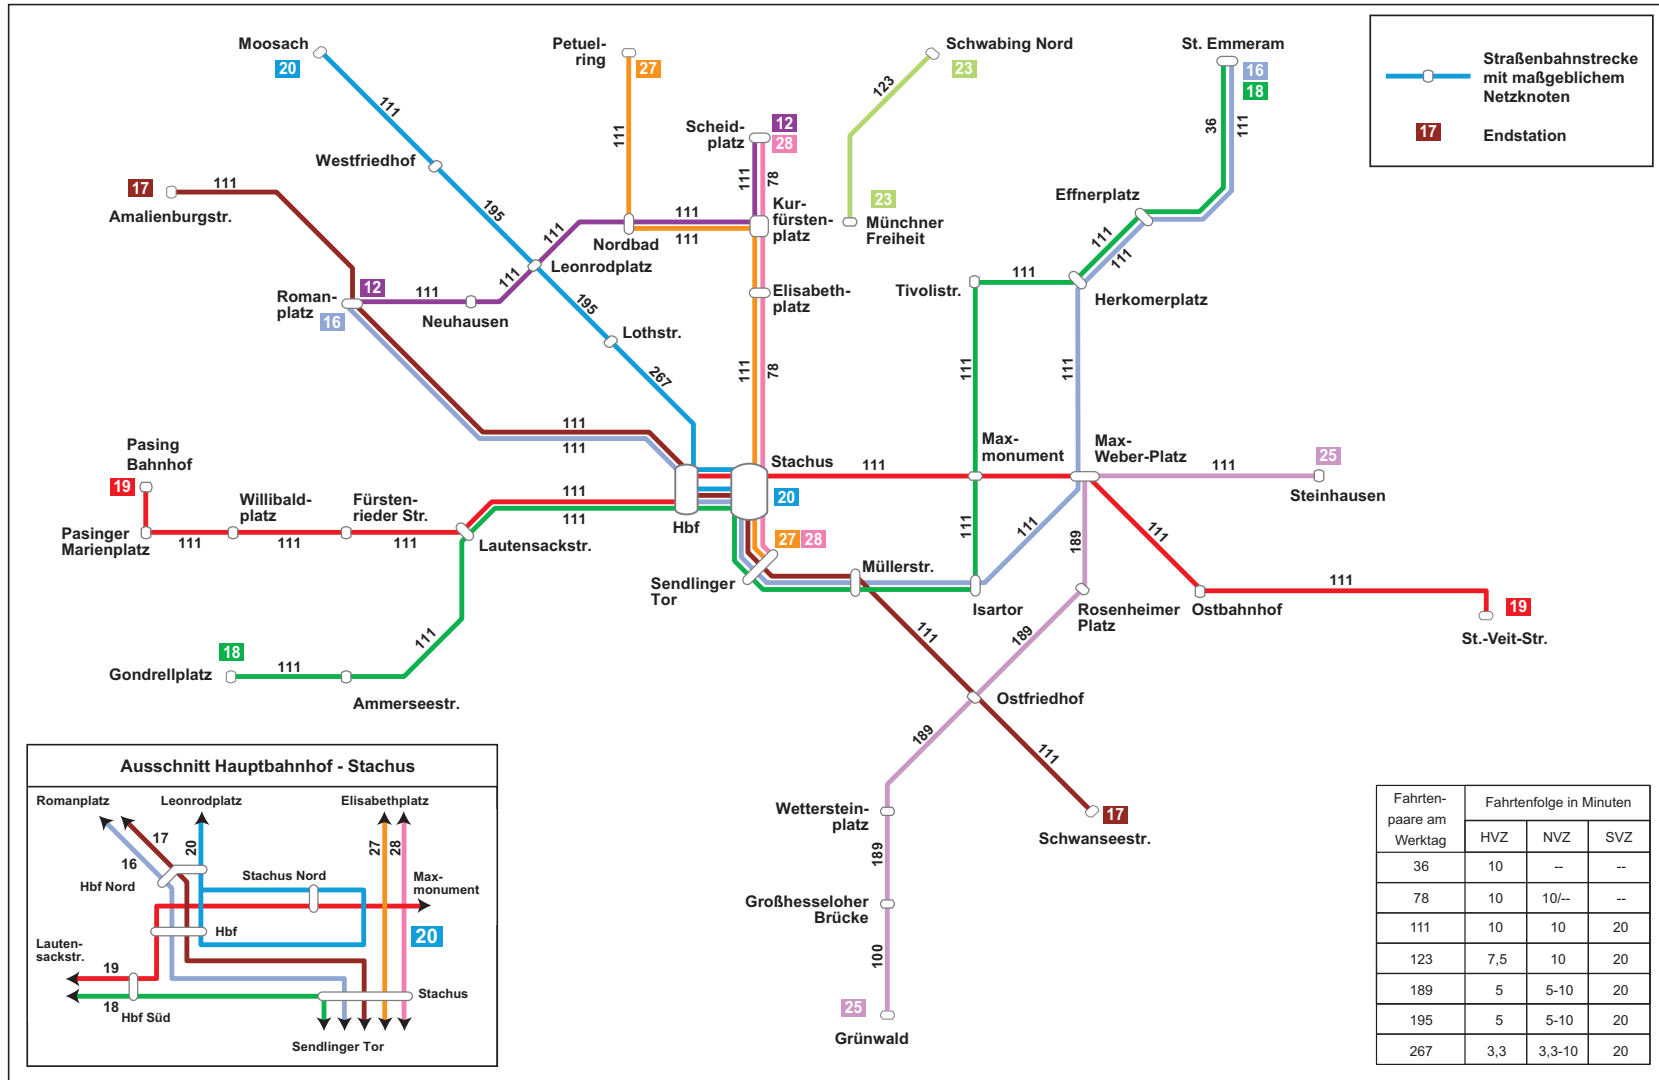 Moosach
20
Petuel-
ring
27
Schwabing Nord
23
St. Emmeram
16
18
Straßenbahnstrecke
mit maßgeblichem
Netzknoten
17
Endstation
111
111
123
36
111
Scheid-
platz
12
28
Westfriedhof
17
111
Amalienburgstr.
195
111
78
111
111
Nordbad
Kur-
fürsten-
platz
23
Münchner
Freiheit
Effnerplatz
111
111
111
111
Leonrodplatz
Roman-
platz
12
16
111
Neuhausen
195
Lothstr.
Elisabeth-
platz
Tivolistr.
111
Herkomerplatz
267
111
78
111
111
111
111
Pasing
Bahnhof
19
Pasinger
Marienplatz
111
Willibald-
platz
111
Fürsten-
rieder Str.
111
111
111
Lautensackstr.
Hbf
Stachus
20
111
Max-
monument
Max-
Weber-Platz
111
25
Steinhausen
27
28
Sendlinger
Tor
Müllerstr.
111
111
Isartor
189
Rosenheimer
Platz
111
Ostbahnhof
111
19
St.-Veit-Str.
18
Gondrellplatz
111
Ammerseestr.
111
111
189
Ostfriedhof
189
111
Wetterstein-
platz
17
Schwanseestr.
189
Großhesseloher
Brücke
100
25
Grünwald
Ausschnitt Hauptbahnhof - Stachus
Romanplatz
Leonrodplatz
Elisabethplatz
17
16
20
27
28
Hbf Nord
Stachus Nord
Max-
monument
Hbf
20
Lauten-
sackstr.
19
18
Hbf Süd
Stachus
Sendlinger Tor
Fahrten-
paare am
Werktag
Fahrtenfolge in Minuten
HVZ NVZ SVZ
36 10 -- --
78 10 10/-- --
111 10 10 20
123 7,5 10 20
189 5 5-10 20
195 5 5-10 20
267 3,3 3,3-10 20